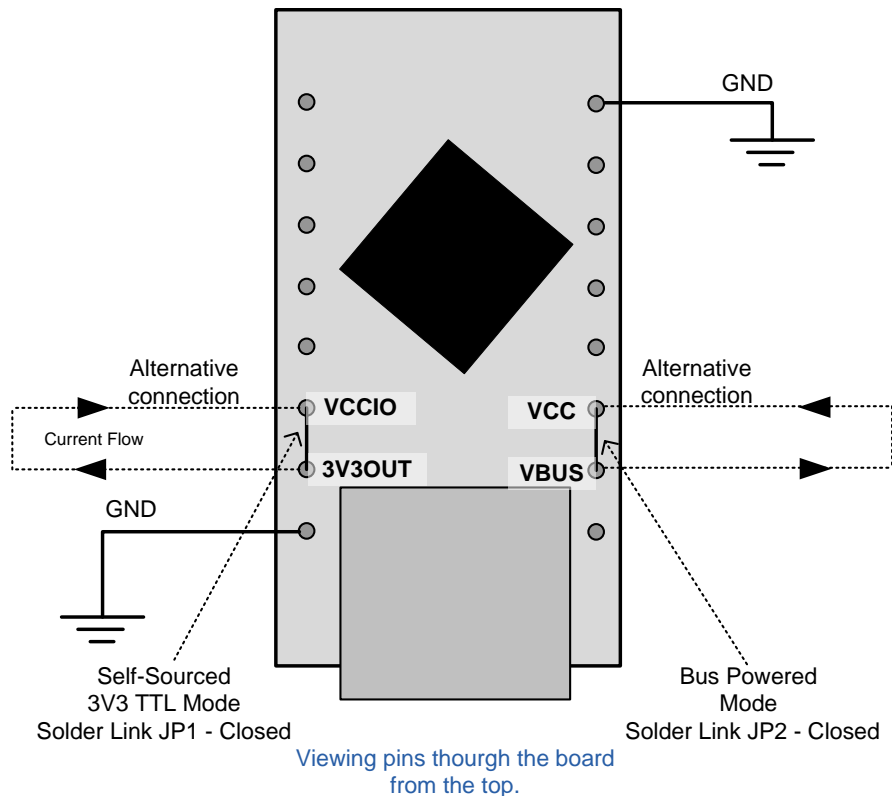 GND
Alternative
connection
Alternative
connection
VCCIO
VCC
Current Flow
3V3OUT
VBUS
GND
Self-Sourced
3V3 TTL Mode
Solder Link JP1 - Closed
Bus Powered
Mode
Solder Link JP2 - Closed
Viewing pins thourgh the board
from the top.